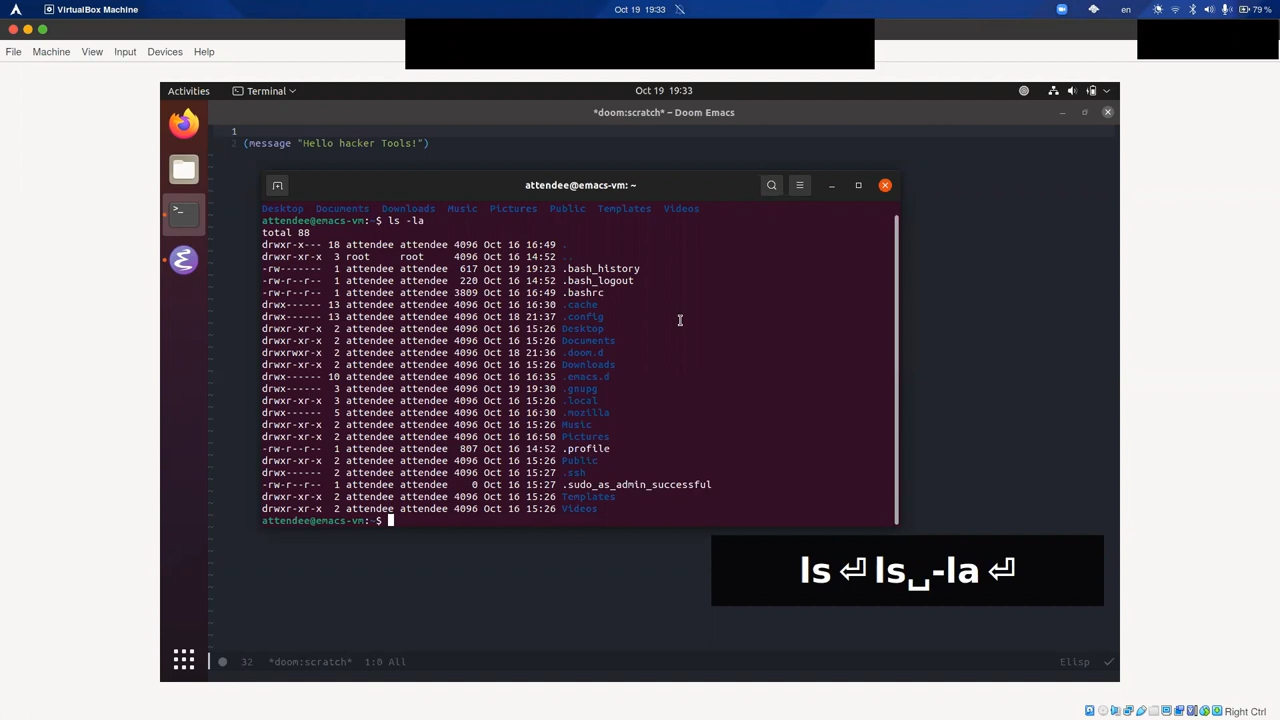 VirtualBox Machine
Oct 19 19:33
en
79 %
File Machine View Input Devices Help
Activities
Terminal
Oct 19 19:33
*doom:scratch* – Doom Emacs
1
2 (message "Hello hacker Tools!")
attendee@emacs-vm: ~
Desktop Documents Downloads Music Pictures Public Templates Videos
attendee@emacs-vm:~$ ls -la
total 88
drwxr-x--- 18 attendee attendee 4096 Oct 16 16:49 .
drwxr-xr-x 3 root root 4096 Oct 16 14:52 ..
-rw------- 1 attendee attendee 617 Oct 19 19:23 .bash_history
-rw-r--r-- 1 attendee attendee 220 Oct 16 14:52 .bash_logout
-rw-r--r-- 1 attendee attendee 3809 Oct 16 16:49 .bashrc
drwx------ 13 attendee attendee 4096 Oct 16 16:30 .cache
drwx------ 13 attendee attendee 4096 Oct 18 21:37 .config
drwxr-xr-x 2 attendee attendee 4096 Oct 16 15:26 Desktop
drwxr-xr-x 2 attendee attendee 4096 Oct 16 15:26 Documents
drwxrwxr-x 2 attendee attendee 4096 Oct 18 21:36 .doom.d
drwxr-xr-x 2 attendee attendee 4096 Oct 16 15:26 Downloads
drwx------ 10 attendee attendee 4096 Oct 16 16:35 .emacs.d
drwx------ 3 attendee attendee 4096 Oct 19 19:30 .gnupg
drwxr-xr-x 3 attendee attendee 4096 Oct 16 15:26 .local
drwx------ 5 attendee attendee 4096 Oct 16 16:30 .mozilla
drwxr-xr-x 2 attendee attendee 4096 Oct 16 15:26 Music
drwxr-xr-x 2 attendee attendee 4096 Oct 16 16:50 Pictures
-rw-r--r-- 1 attendee attendee 807 Oct 16 14:52 .profile
drwxr-xr-x 2 attendee attendee 4096 Oct 16 15:26 Public
drwx------ 2 attendee attendee 4096 Oct 16 15:27 .ssh
-rw-r--r-- 1 attendee attendee 0 Oct 16 15:27 .sudo_as_admin_successful
drwxr-xr-x 2 attendee attendee 4096 Oct 16 15:26 Templates
drwxr-xr-x 2 attendee attendee 4096 Oct 16 15:26 Videos
attendee@emacs-vm:~$
ls ⏎ ls␣-la ⏎
32 *doom:scratch* 1:0 All
Elisp
Right Ctrl